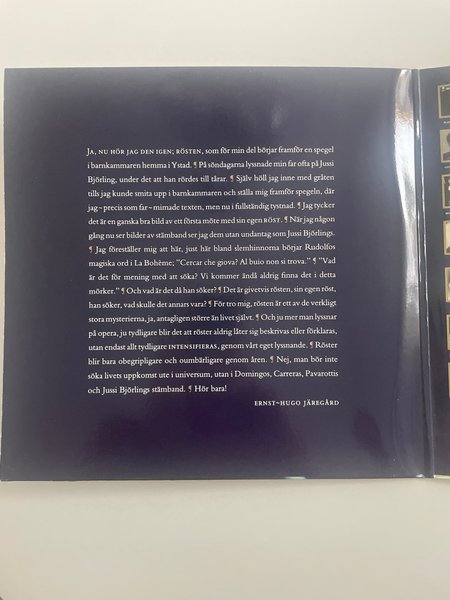 JA, NU HÖR JAG DEN IGEN; RÖSTEN, som för min del börjar framför en spegel
i barnkammaren hemma i Ystad. ¶ På söndagarna lyssnade min far ofta på Jussi
Björling, under det att han rördes till tårar. ¶ Själv höll jag inne med gråten
tills jag kunde smita upp i barnkammaren och ställa mig framför spegeln, där
jag~precis som far~mimade texten, men nu i fullständig tystnad. ¶ Jag tycker
det är en ganska bra bild av ett första möte med sin egen RÖST. ¶ När jag någon
gång nu ser bilder av stämband ser jag dem utan undantag som Jussi Björlings.
¶ Jag föreställer mig att här, just här bland slemhinnorna börjar Rudolfos
magiska ord i La Bohème; "Cercar che giova? Al buio non si trova." ¶ "Vad
är det för mening med att söka? Vi kommer ändå aldrig finna det i detta
mörker." ¶ Och vad är det då han söker? ¶ Det är givetvis rösten, sin egen röst,
han söker, vad skulle det annars vara? ¶ För tro mig, rösten är ett av de verkligt
stora mysterierna, ja, antagligen större än livet självt. ¶ Och ju mer man lyssnar
på opera, ju tydligare blir det att röster aldrig låter sig beskrivas eller förklaras,
utan endast allt tydligare INTENSIFIERAS, genom vårt eget lyssnande. ¶ Röster
blir bara obegripligare och oumbärligare genom åren. ¶ Nej, man bör inte
söka livets uppkomst ute i universum, utan i Domingos, Carreras, Pavarottis
och Jussi Björlings stämband. ¶ Hör bara!
ERNST~HUGO JÄREGÅRD